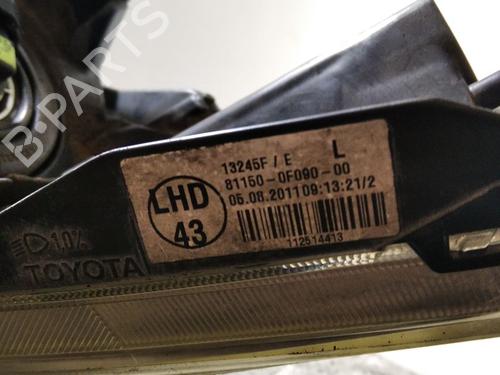 B-PARTS
13245F / E L
81150-0F090-00
05.08.2011 09:13:21/2
LHD
43
112514413
1.0%
TOYOTA